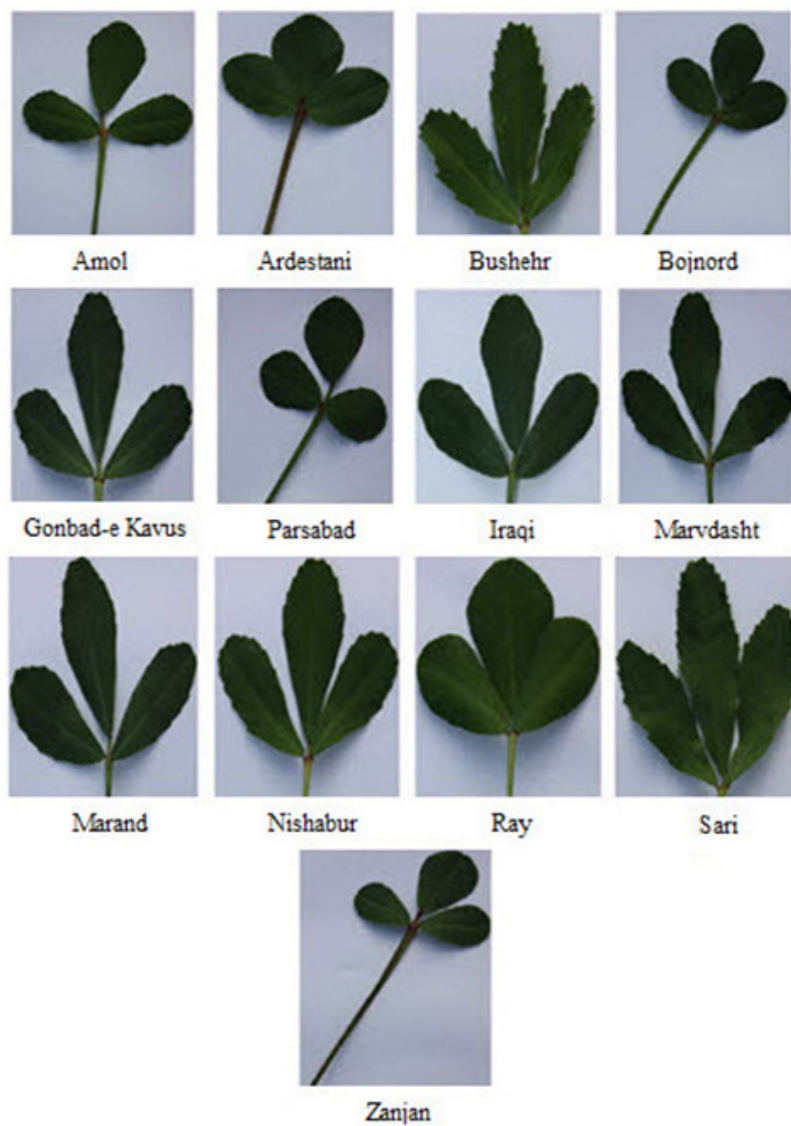 Amol
Ardestani
Bushehr
Bojnord
Gonbad-e Kavus
Parsabad
Iraqi
Marvdasht
Marand
Nishabur
Ray
Sari
Zanjan